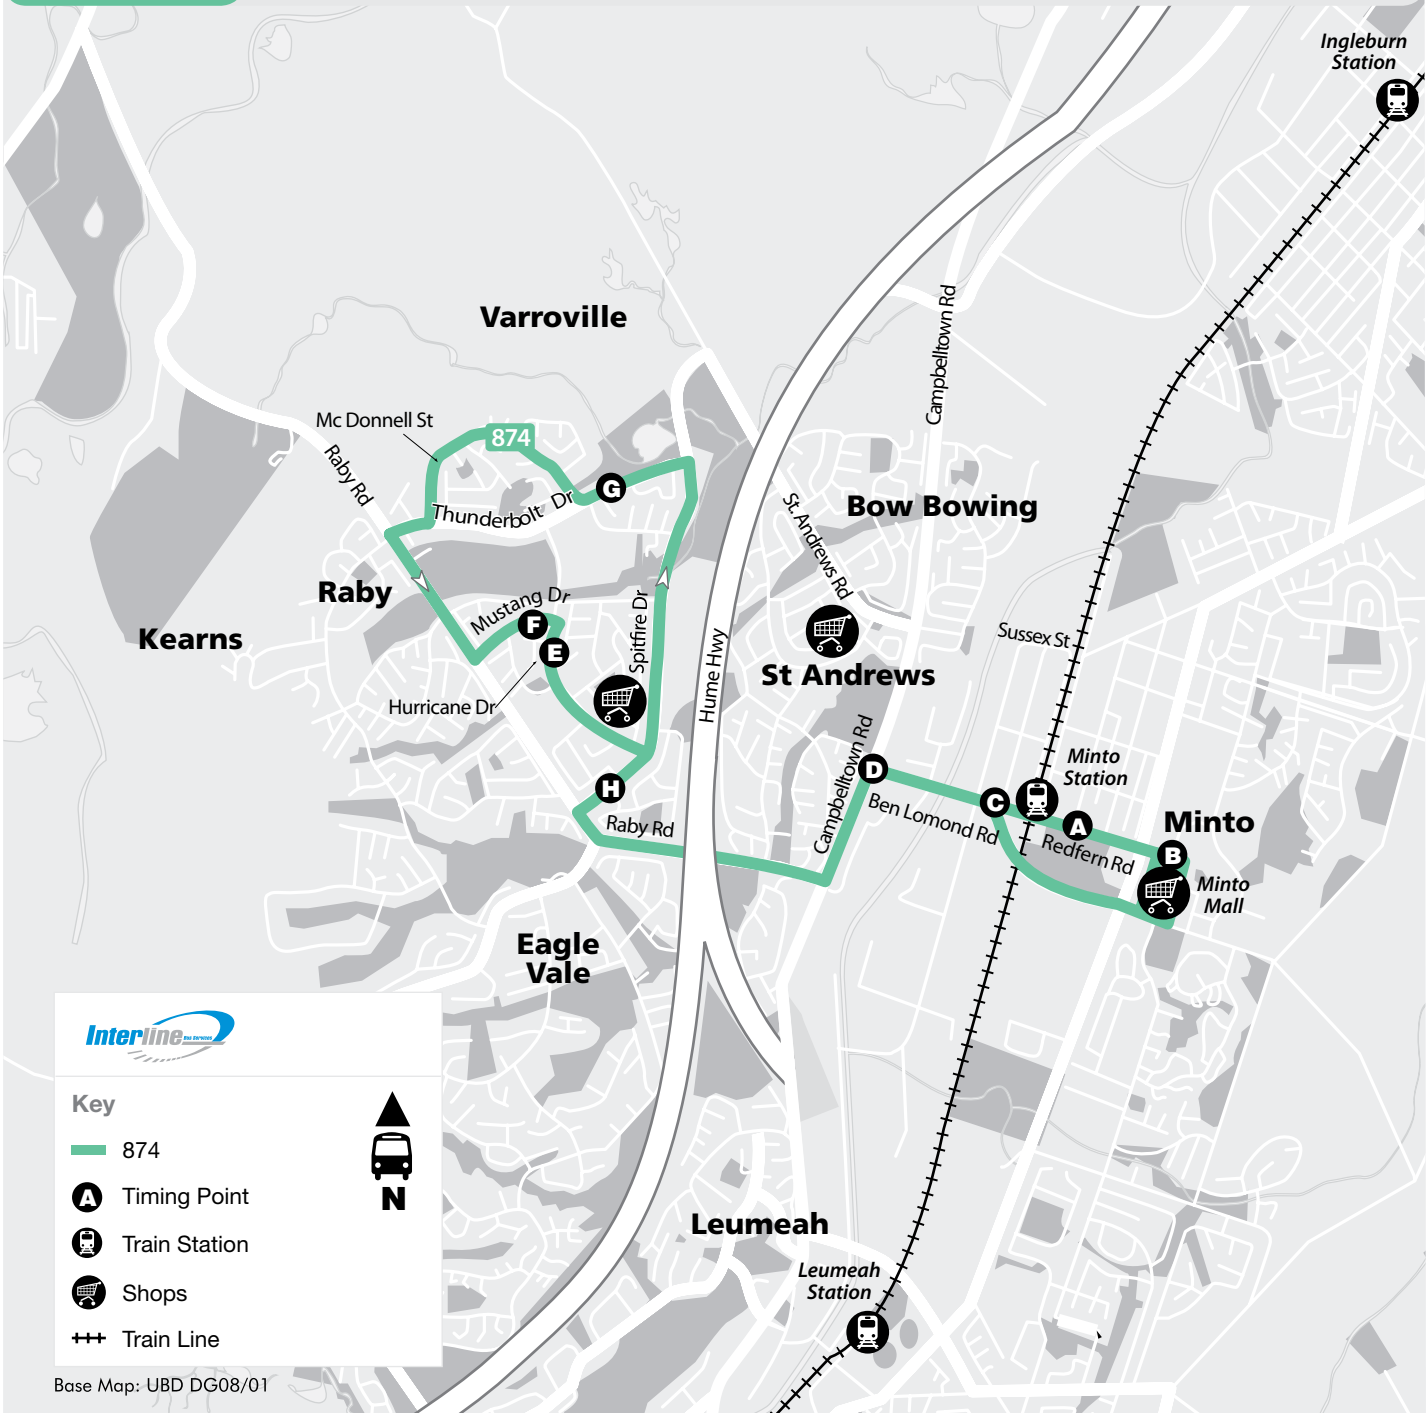 Ingleburn
Station
Varroville
Campbelltown Rd
Mc Donnell St
874
Raby Rd
G
Thunderbolt Dr
St. Andrews Rd
Bow Bowing
Raby
Mustang Dr
F
E
Spitfire Dr
Kearns
Sussex St
St Andrews
Hurricane Dr
Hume Hwy
Minto
Station
D
Campbelltown Rd
H
C
Ben Lomond Rd
A
Redfern Rd
Minto
B
Raby Rd
Minto
Mall
Eagle
Vale
Interline
Bus Services
Key
874
A
Timing Point
N
Train Station
Shops
Train Line
Leumeah
Leumeah
Station
Base Map: UBD DG08/01